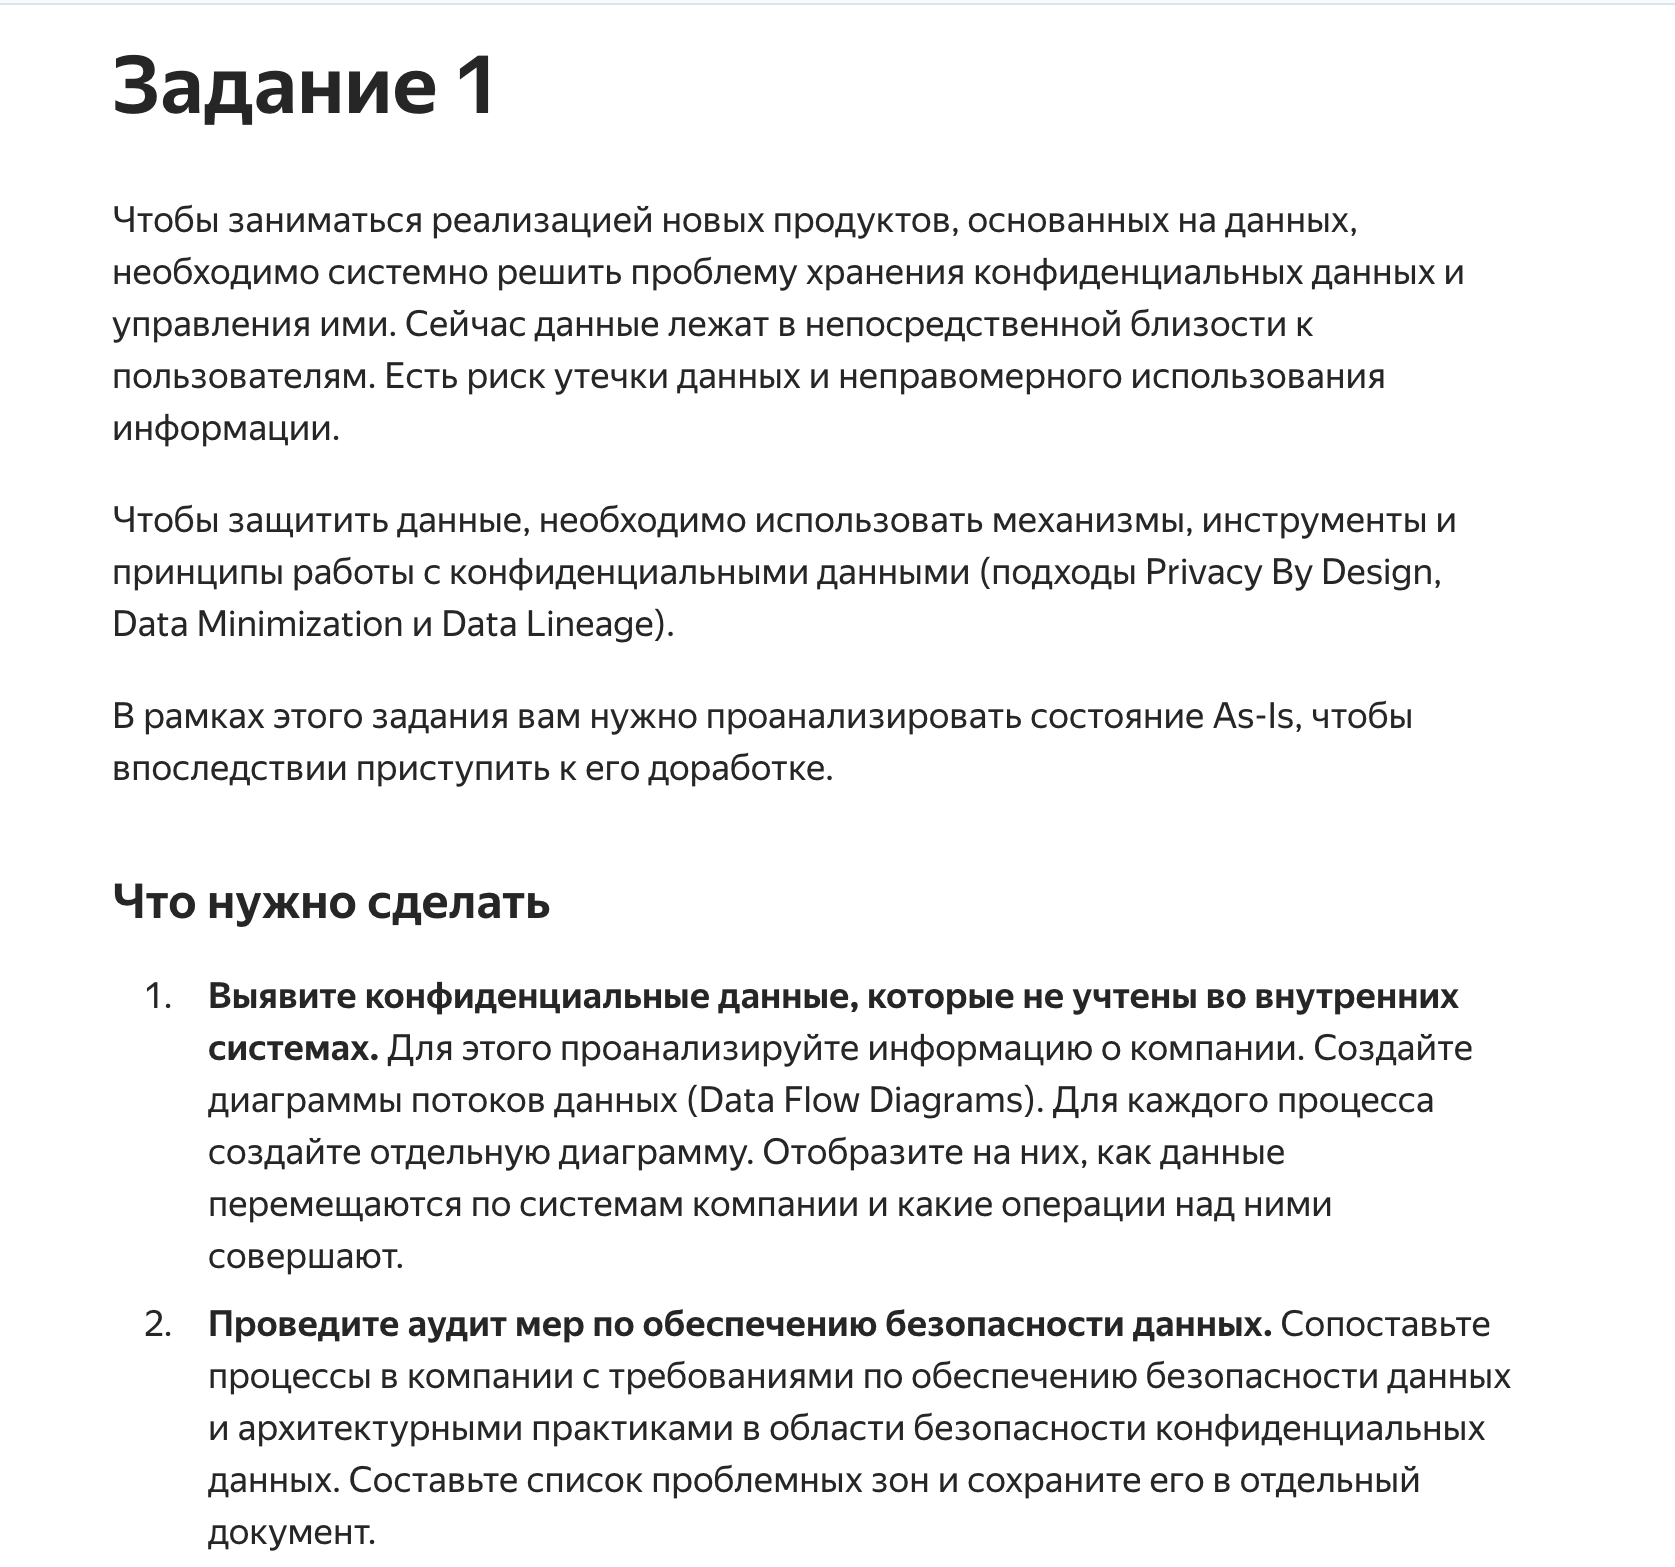 Задание 1
Чтобы заниматься реализацией новых продуктов, основанных на данных,
необходимо системно решить проблему хранения конфиденциальных данных и
управления ими. Сейчас данные лежат в непосредственной близости к
пользователям. Есть риск утечки данных и неправомерного использования
информации.
Чтобы защитить данные, необходимо использовать механизмы, инструменты и
принципы работы с конфиденциальными данными (подходы Privacy By Design,
Data Minimization и Data Lineage).
В рамках этого задания вам нужно проанализировать состояние As-Is, чтобы
впоследствии приступить к его доработке.
Что нужно сделать
1. Выявите конфиденциальные данные, которые не учтены во внутренних
системах. Для этого проанализируйте информацию о компании. Создайте
диаграммы потоков данных (Data Flow Diagrams). Для каждого процесса
создайте отдельную диаграмму. Отобразите на них, как данные
перемещаются по системам компании и какие операции над ними
совершают.
2. Проведите аудит мер по обеспечению безопасности данных. Сопоставьте
процессы в компании с требованиями по обеспечению безопасности данных
и архитектурными практиками в области безопасности конфиденциальных
данных. Составьте список проблемных зон и сохраните его в отдельный
документ.